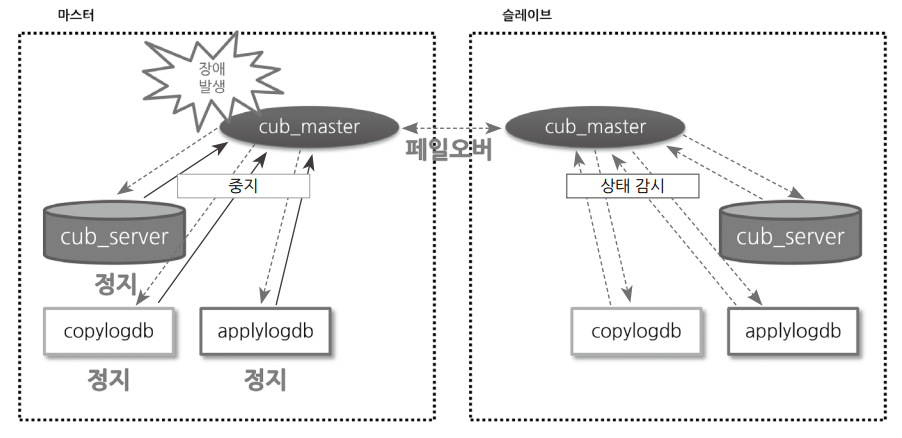 마스터
슬레이브
장애
발생
cub_master
cub_master
페일오버
중지
상태 감시
cub_server
cub_server
정지
copylogdb
applylogdb
copylogdb
applylogdb
정지
정지